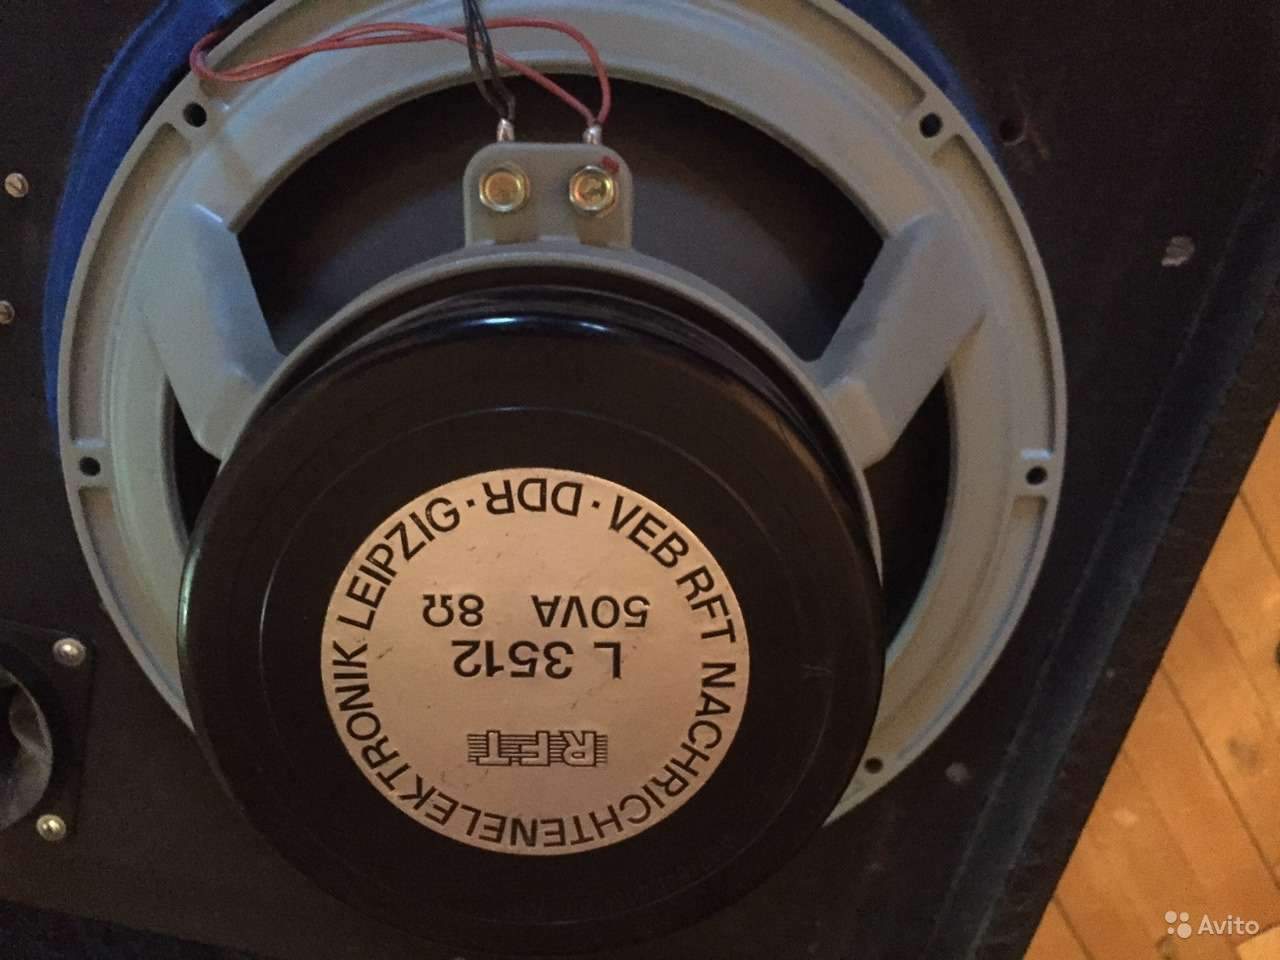 VEB RFT NACHRICHTENELEKTRONIK LEIPZIG · DDR ·
RFT
L 3512
50VA 8Ω
Avito